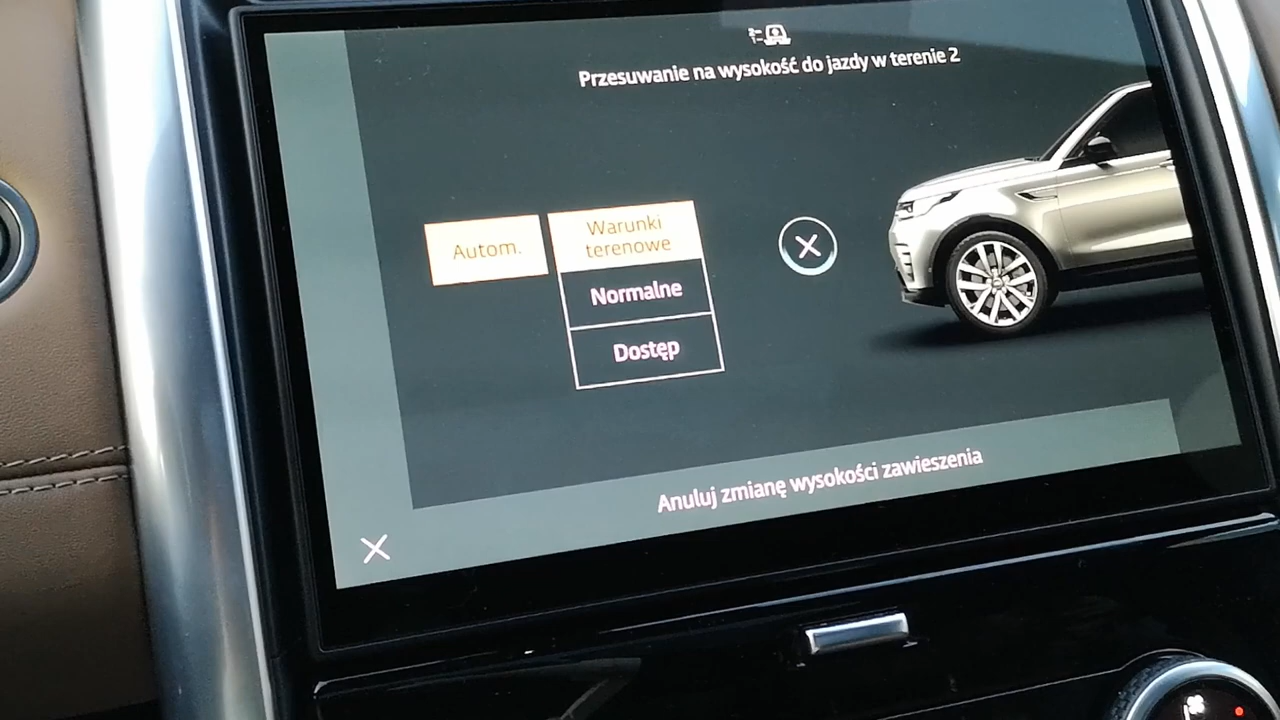 Przesuwanie na wysokość do jazdy w terenie 2
Autom.
Warunki
terenowe
Normalne
Dostęp
Anuluj zmianę wysokości zawieszenia